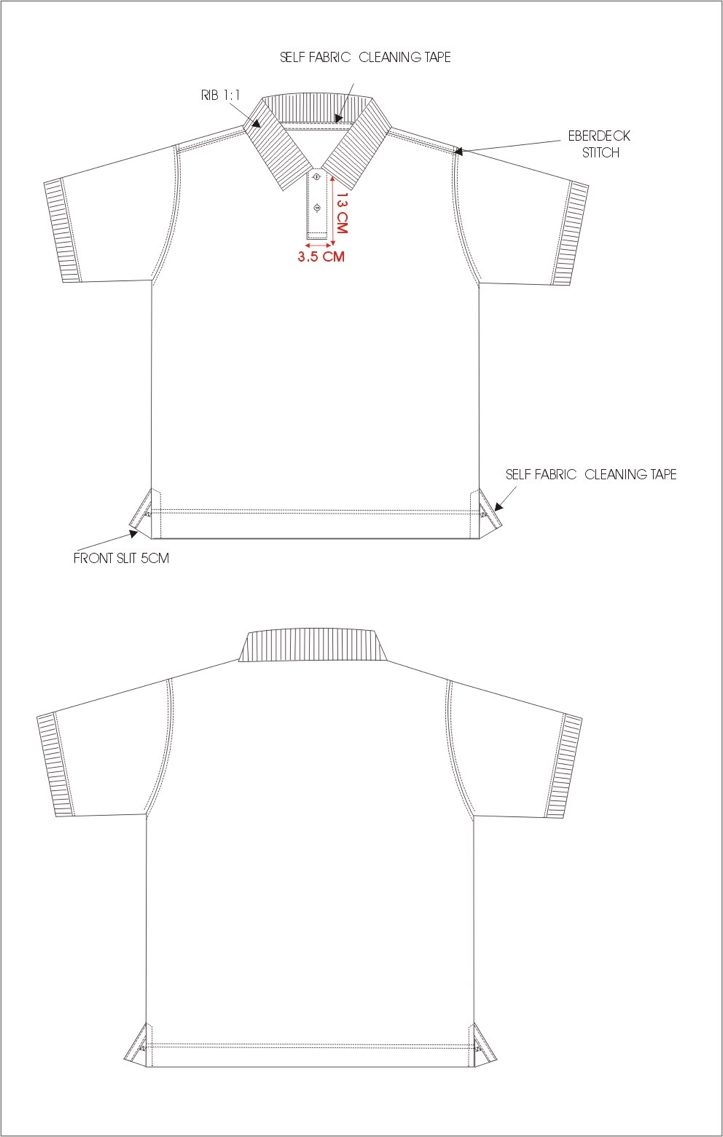 SELF FABRIC CLEANING TAPE
RIB 1:1
EBERDECK
STITCH
13 CM
3.5 CM
SELF FABRIC CLEANING TAPE
FRONT SLIT 5CM